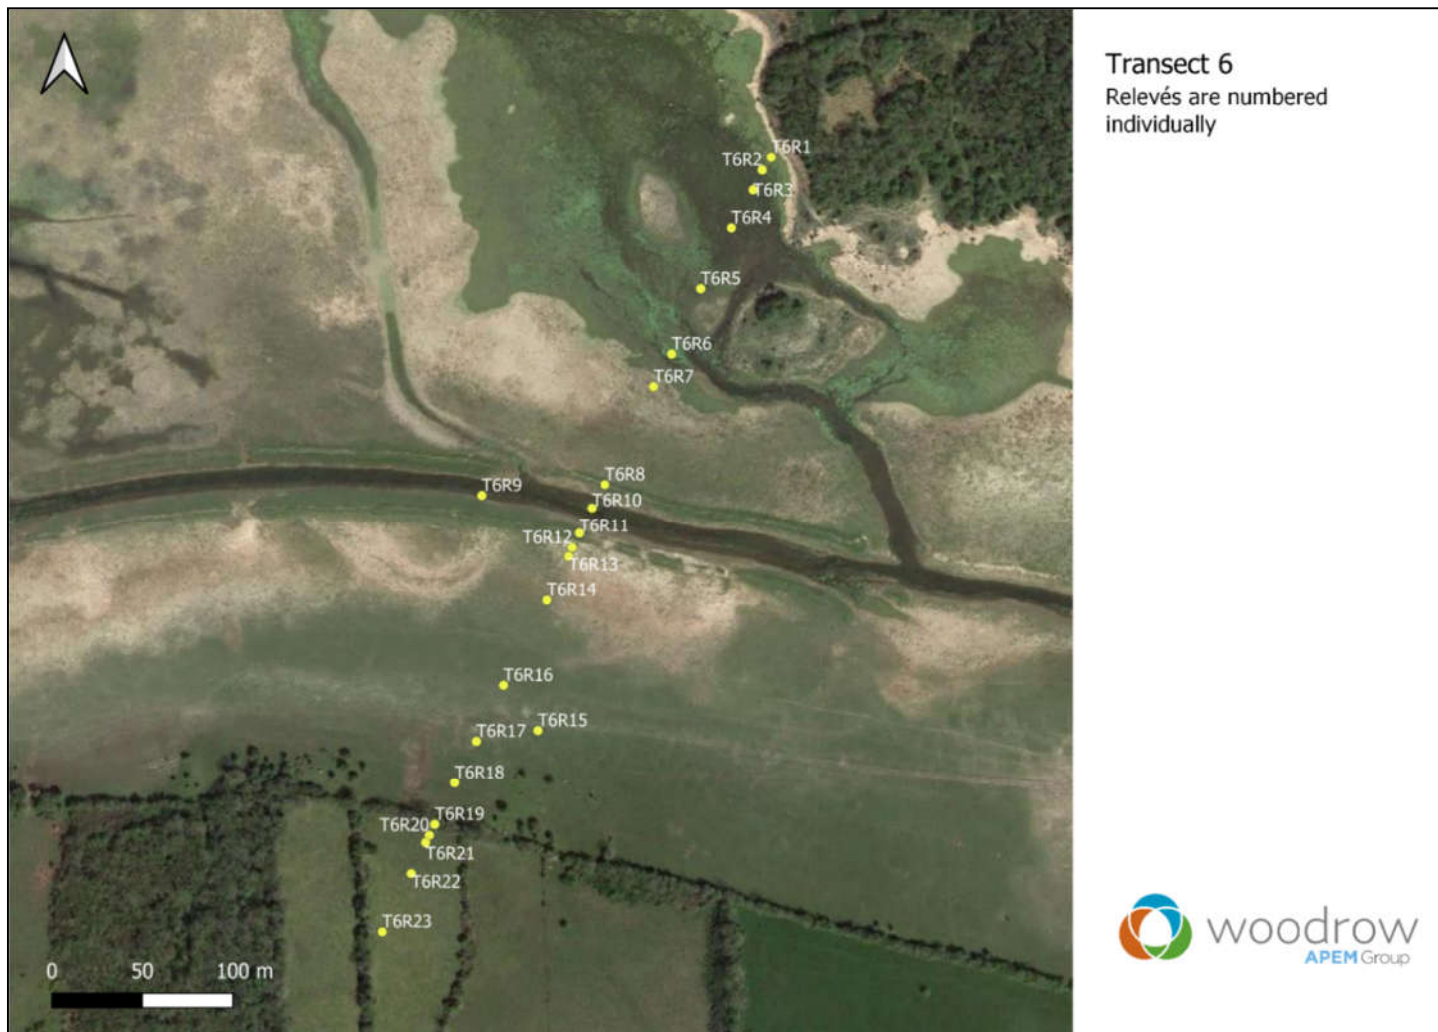 Transect 6
Relevés are numbered
individually
T6R1
T6R2
T6R3
T6R4
T6R5
T6R6
T6R7
T6R8
T6R9
T6R10
T6R11
T6R12
T6R13
T6R14
T6R16
T6R15
T6R17
T6R18
T6R19
T6R20
T6R21
T6R22
T6R23
0 50 100 m
woodrow
APEM Group